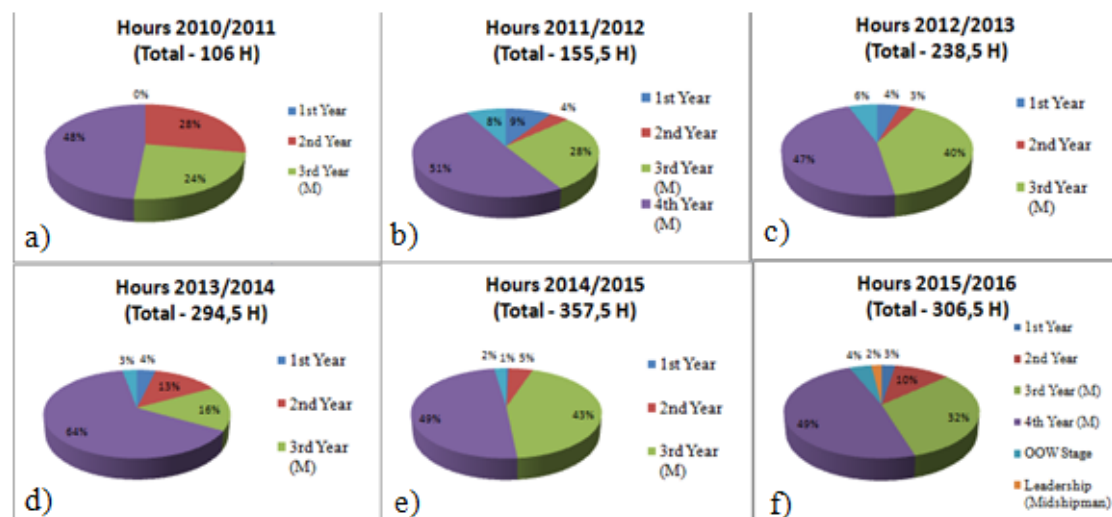 Hours 2010/2011
(Total - 106 H)
0%
48%
28%
24%
1st Year
2nd Year
3rd Year
(M)
a)
Hours 2011/2012
(Total - 155,5 H)
8%
9%
4%
28%
51%
1st Year
2nd Year
3rd Year
(M)
4th Year
(M)
b)
Hours 2012/2013
(Total - 238,5 H)
6%
4%
3%
47%
40%
1st Year
2nd Year
3rd Year
(M)
c)
Hours 2013/2014
(Total - 294,5 H)
3%
4%
13%
16%
64%
1st Year
2nd Year
3rd Year
(M)
d)
Hours 2014/2015
(Total - 357,5 H)
2%
1%
5%
49%
43%
1st Year
2nd Year
3rd Year
(M)
e)
Hours 2015/2016
(Total - 306,5 H)
4%
2%
3%
10%
49%
32%
1st Year
2nd Year
3rd Year (M)
4th Year (M)
OOW Stage
Leadership
(Midshipman)
f)